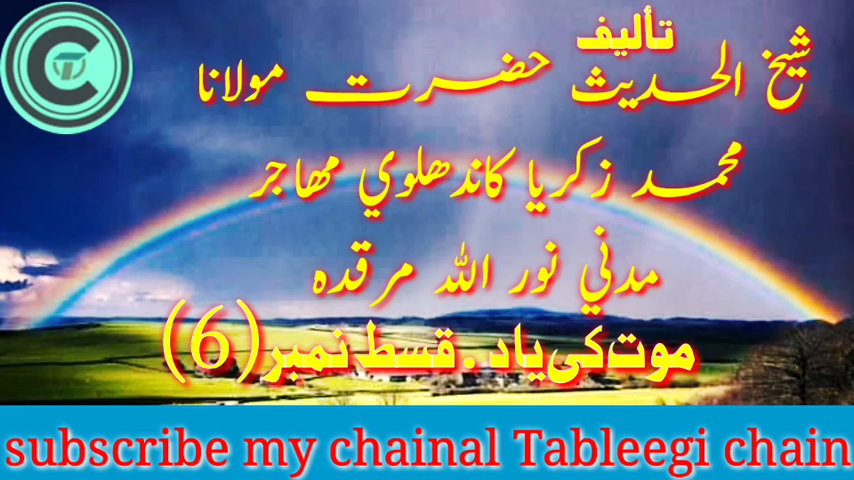 تألیف
شیخ الحدیث حضرت مولانا
محمد زکریا کاندھلوي مھاجر
مدني نور اللہ مرقدہ
موت کی یاد . قسط نمبر (6)
subscribe my chainal Tableegi chain